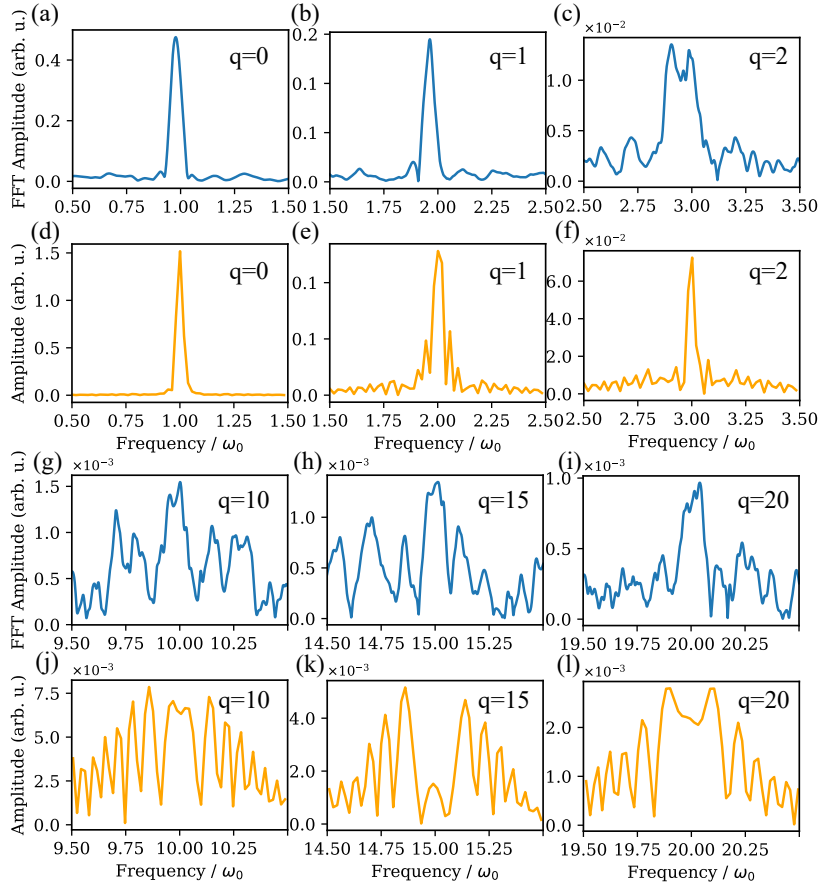 (a) (b) (c)
×10⁻²
q=0 q=1 q=2
FFT Amplitude (arb. u.)
0.4 0.2 0.0
0.2 0.1 0.1 0.0
1.0 0.5 0.0
0.50 0.75 1.00 1.25 1.50
1.50 1.75 2.00 2.25 2.50
2.50 2.75 3.00 3.25 3.50
(d) (e) (f)
×10⁻²
q=0 q=1 q=2
Amplitude (arb. u.)
1.5 1.0 0.5 0.0
0.1 0.1 0.0
6.0 4.0 2.0 0.0
0.50 0.75 1.00 1.25 1.50
1.50 1.75 2.00 2.25 2.50
2.50 2.75 3.00 3.25 3.50
Frequency / ω₀ Frequency / ω₀ Frequency / ω₀
(g) (h) (i)
×10⁻³ ×10⁻³ ×10⁻³
q=10 q=15 q=20
FFT Amplitude (arb. u.)
1.5 1.0 0.5 0.0
1.0 0.5 0.0
1.0 0.5 0.0
9.50 9.75 10.00 10.25
14.50 14.75 15.00 15.25
19.50 19.75 20.00 20.25
(j) (k) (l)
×10⁻³ ×10⁻³ ×10⁻³
q=10 q=15 q=20
Amplitude (arb. u.)
7.5 5.0 2.5 0.0
4.0 2.0 0.0
2.0 1.0 0.0
9.50 9.75 10.00 10.25
14.50 14.75 15.00 15.25
19.50 19.75 20.00 20.25
Frequency / ω₀ Frequency / ω₀ Frequency / ω₀